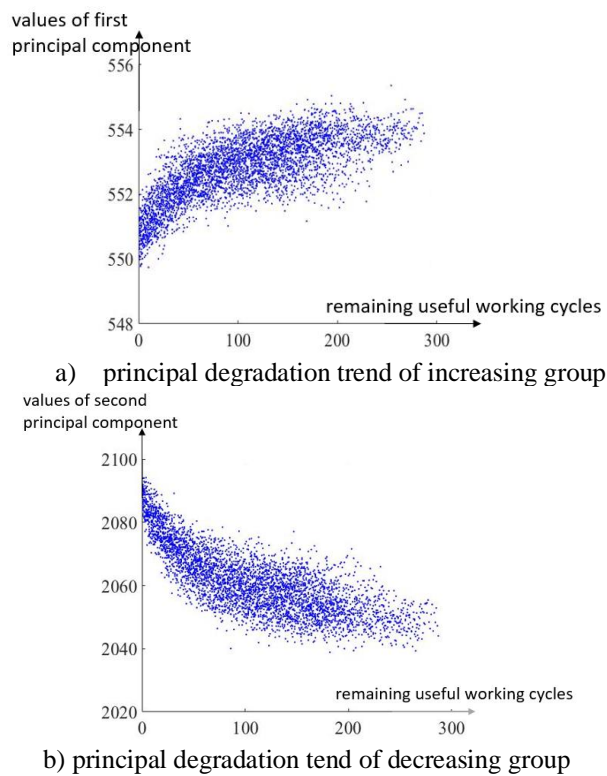 values of first
principal component
556
554
552
550
548
0
100
200
300
remaining useful working cycles
a) principal degradation trend of increasing group
values of second
principal component
2100
2080
2060
2040
2020
0
100
200
300
remaining useful working cycles
b) principal degradation tend of decreasing group